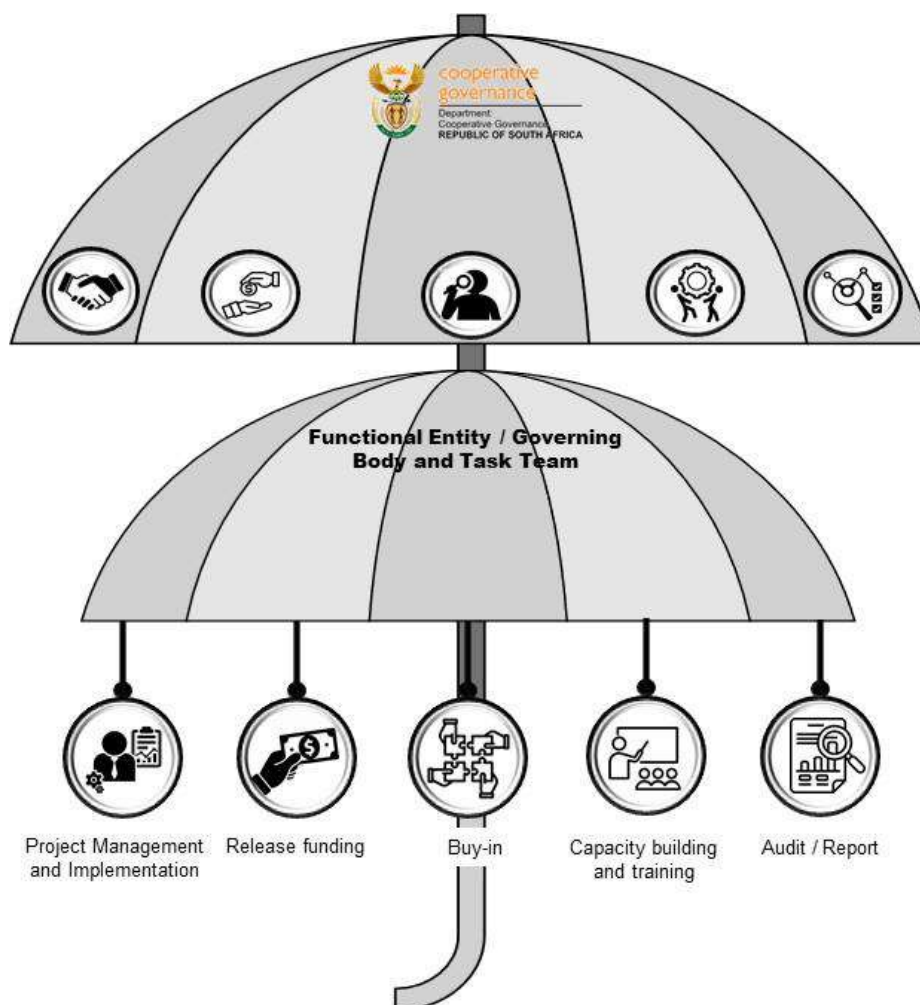 cooperative
governance
Department:
Cooperative Governance
REPUBLIC OF SOUTH AFRICA
Functional Entity / Governing
Body and Task Team
Project Management
and Implementation
Release funding
Buy-in
Capacity building
and training
Audit / Report